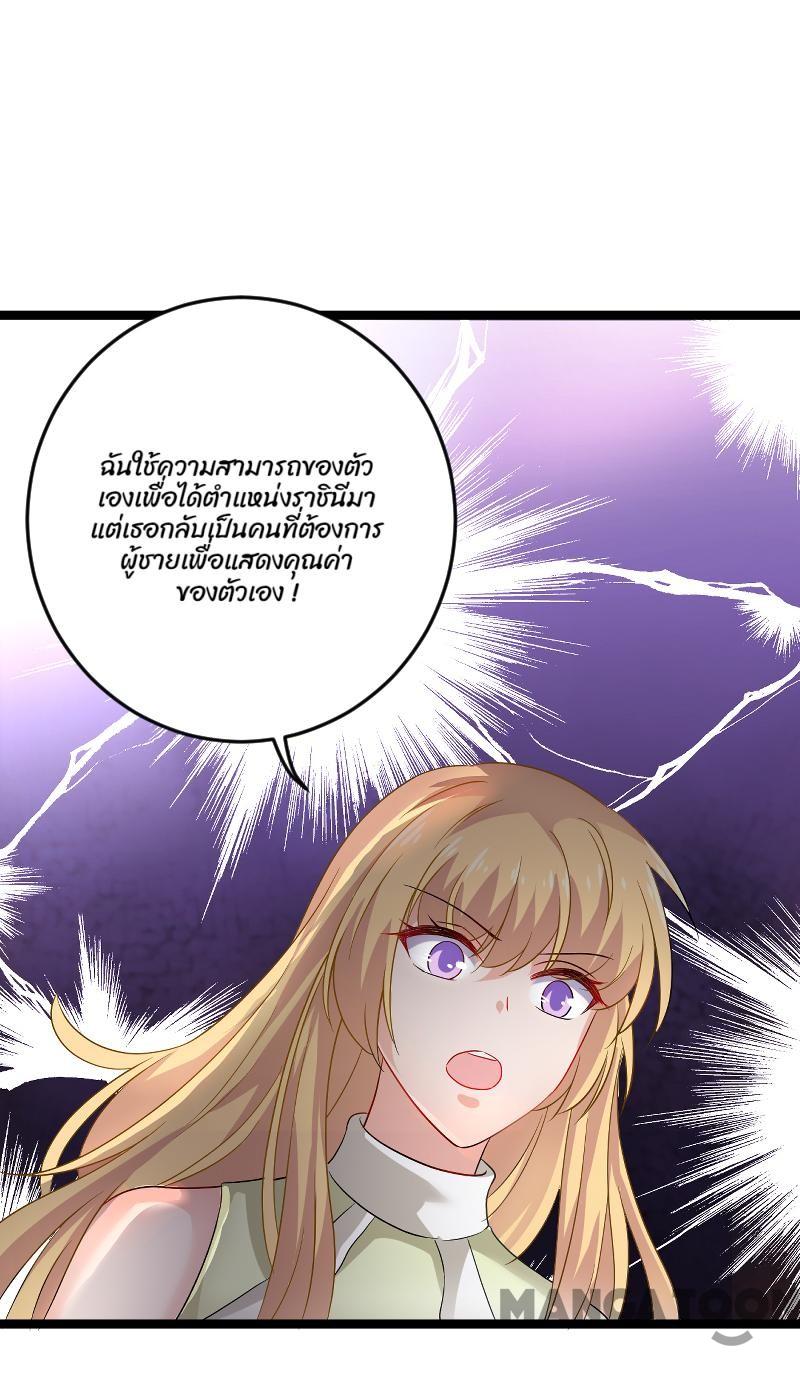 ฉันใช้ความสามารถของตัว
เองเพื่อได้ตำแหน่งราชินีมา
แต่เธอกลับเป็นคนที่ต้องการ
ผู้ชายเพื่อแสดงคุณค่า
ของตัวเอง !
MANGATOON